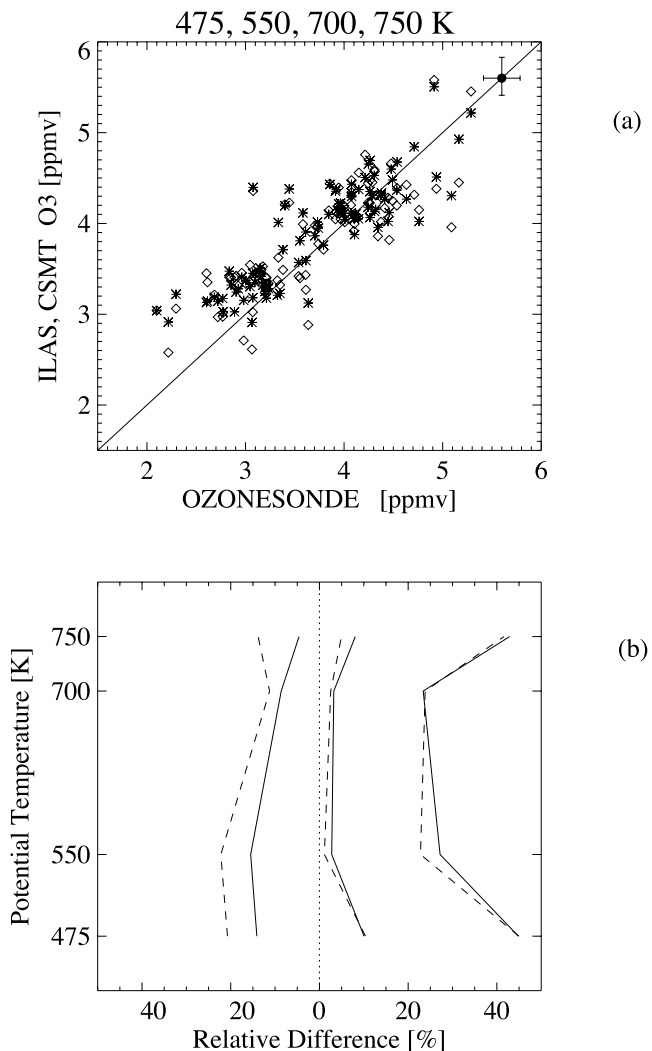 475, 550, 700, 750 K
6
5
4
3
2
ILAS, CSMT O3 [ppmv]
(a)
2 3 4 5 6
OZONESONDE [ppmv]
750
700
550
475
Potential Temperature [K]
(b)
40 20 0 20 40
Relative Difference [%]